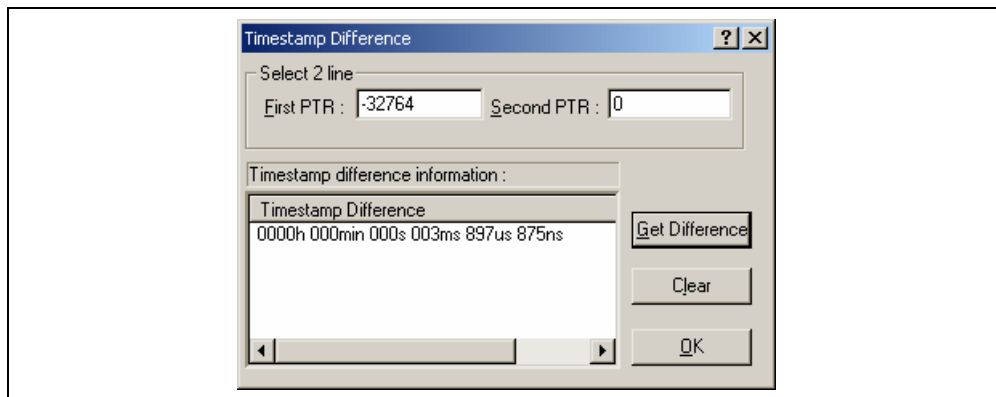 Timestamp Difference
Select 2 line
First PTR : -32764 Second PTR : 0
Timestamp difference information :
Timestamp Difference
0000h 000min 000s 003ms 897us 875ns
Get Difference
Clear
OK